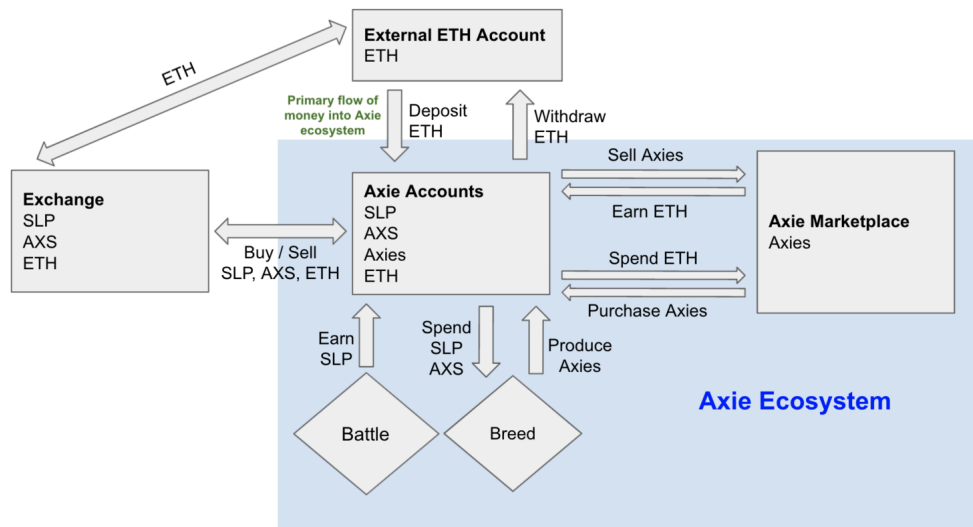 External ETH Account
ETH
ETH
Primary flow of
money into Axie
ecosystem
Deposit
ETH
Withdraw
ETH
Exchange
SLP
AXS
ETH
Buy / Sell
SLP, AXS, ETH
Axie Accounts
SLP
AXS
Axies
ETH
Sell Axies
Earn ETH
Spend ETH
Purchase Axies
Axie Marketplace
Axies
Earn
SLP
Spend
SLP
AXS
Produce
Axies
Battle
Breed
Axie Ecosystem